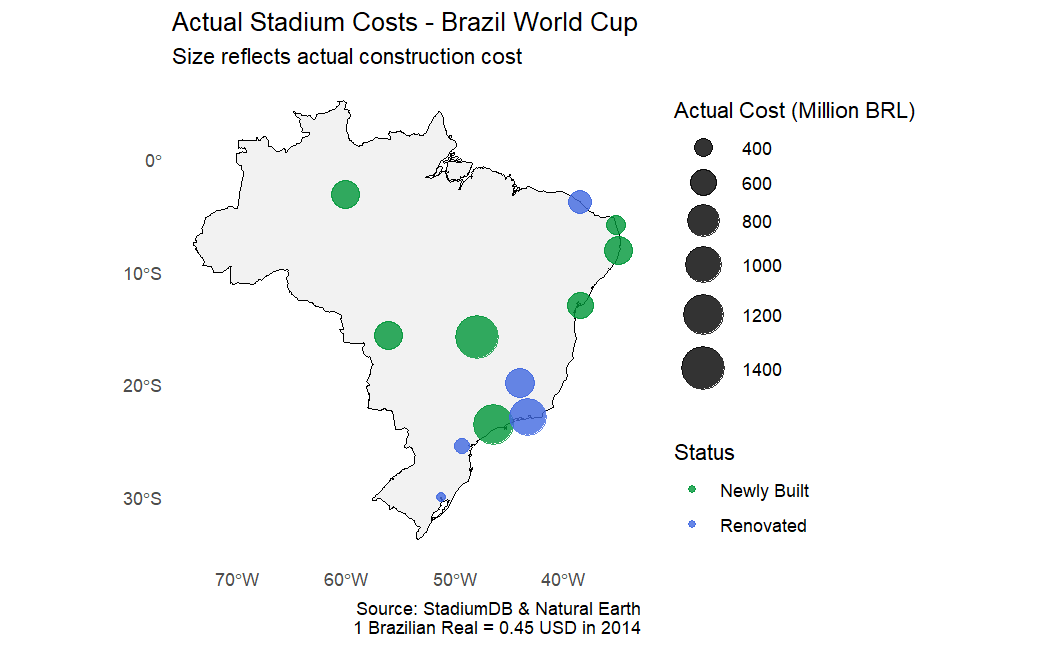 Actual Stadium Costs - Brazil World Cup
Size reflects actual construction cost
0°
10°S
20°S
30°S
70°W
60°W
50°W
40°W
Actual Cost (Million BRL)
400
600
800
1000
1200
1400
Status
Newly Built
Renovated
Source: StadiumDB & Natural Earth
1 Brazilian Real = 0.45 USD in 2014